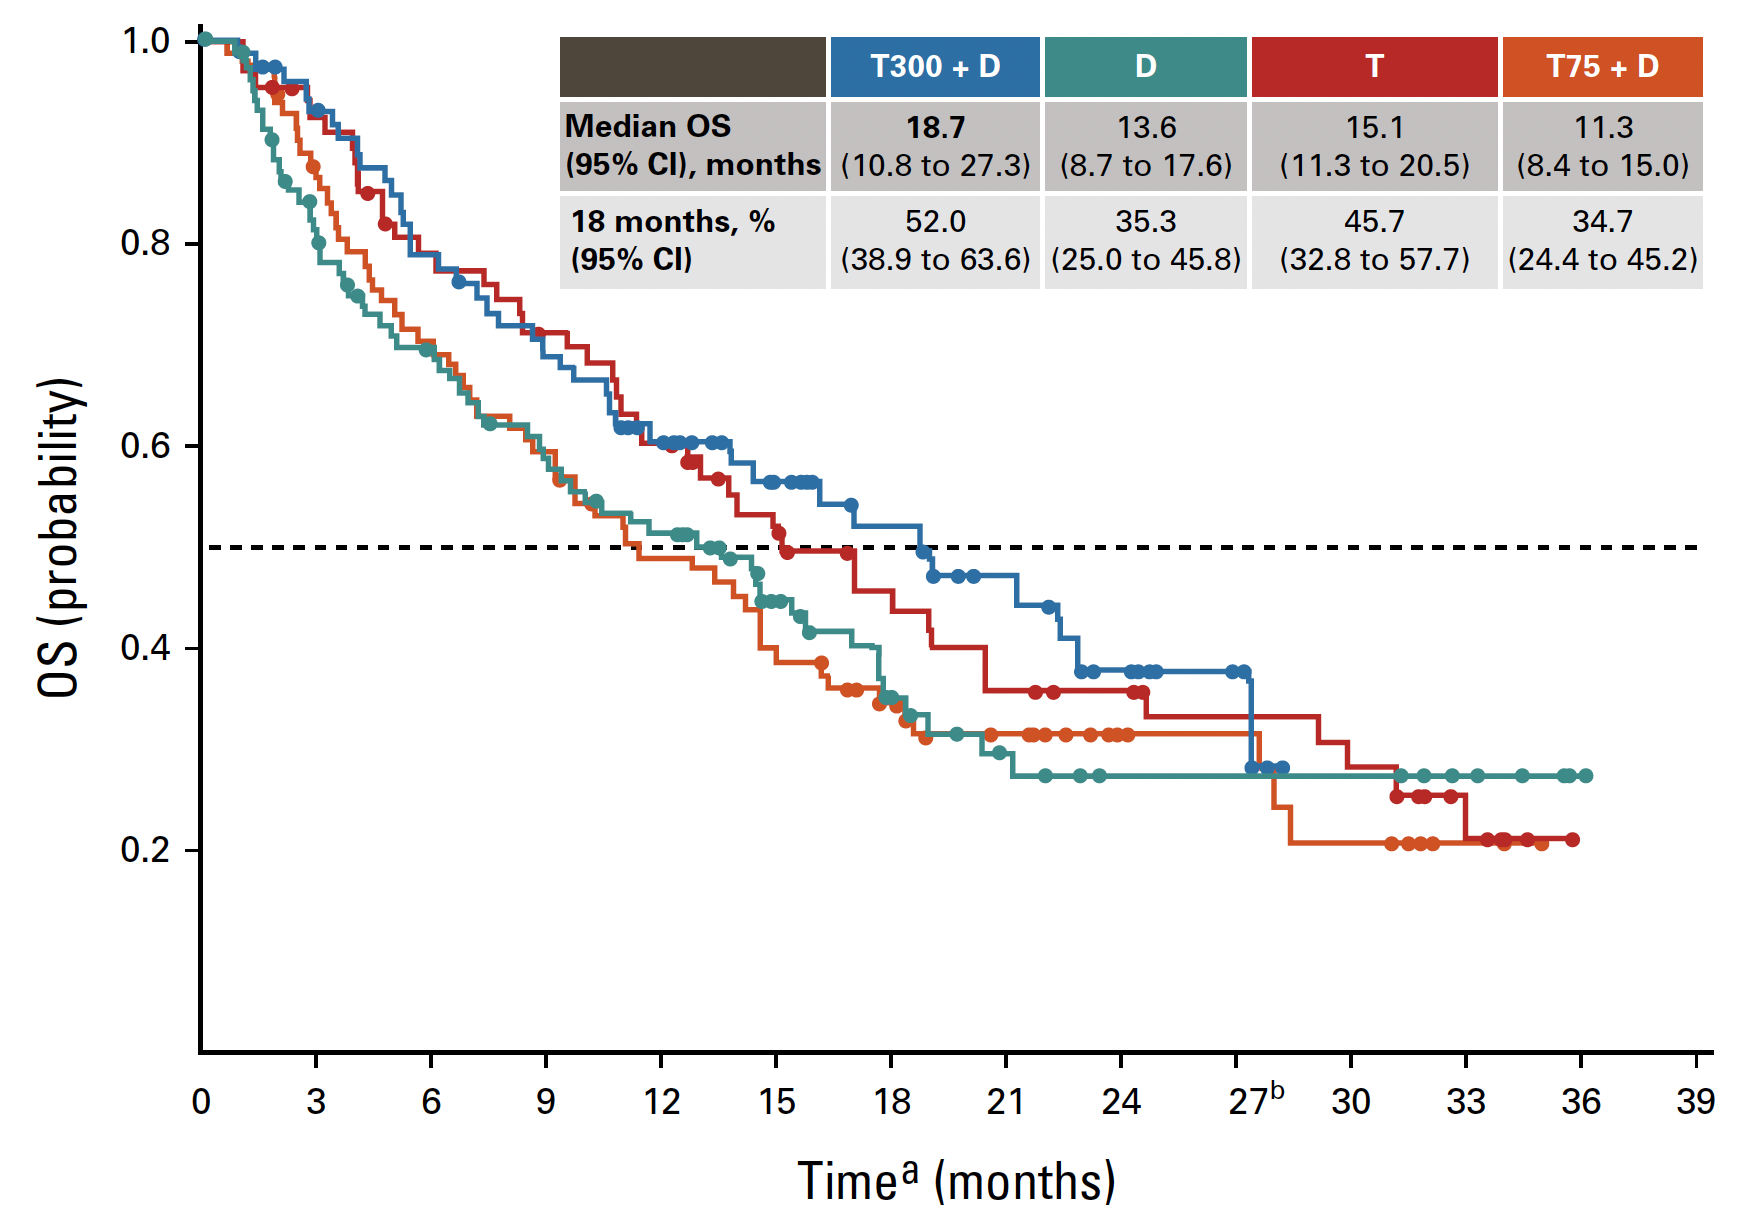 1.0
0.8
0.6
0.4
0.2
OS (probability)
T300 + D D T T75 + D
Median OS
(95% CI), months
18.7 13.6 15.1 11.3
(10.8 to 27.3) (8.7 to 17.6) (11.3 to 20.5) (8.4 to 15.0)
18 months, %
(95% CI)
52.0 35.3 45.7 34.7
(38.9 to 63.6) (25.0 to 45.8) (32.8 to 57.7) (24.4 to 45.2)
0 3 6 9 12 15 18 21 24 27ᵇ 30 33 36 39
Timeᵃ (months)